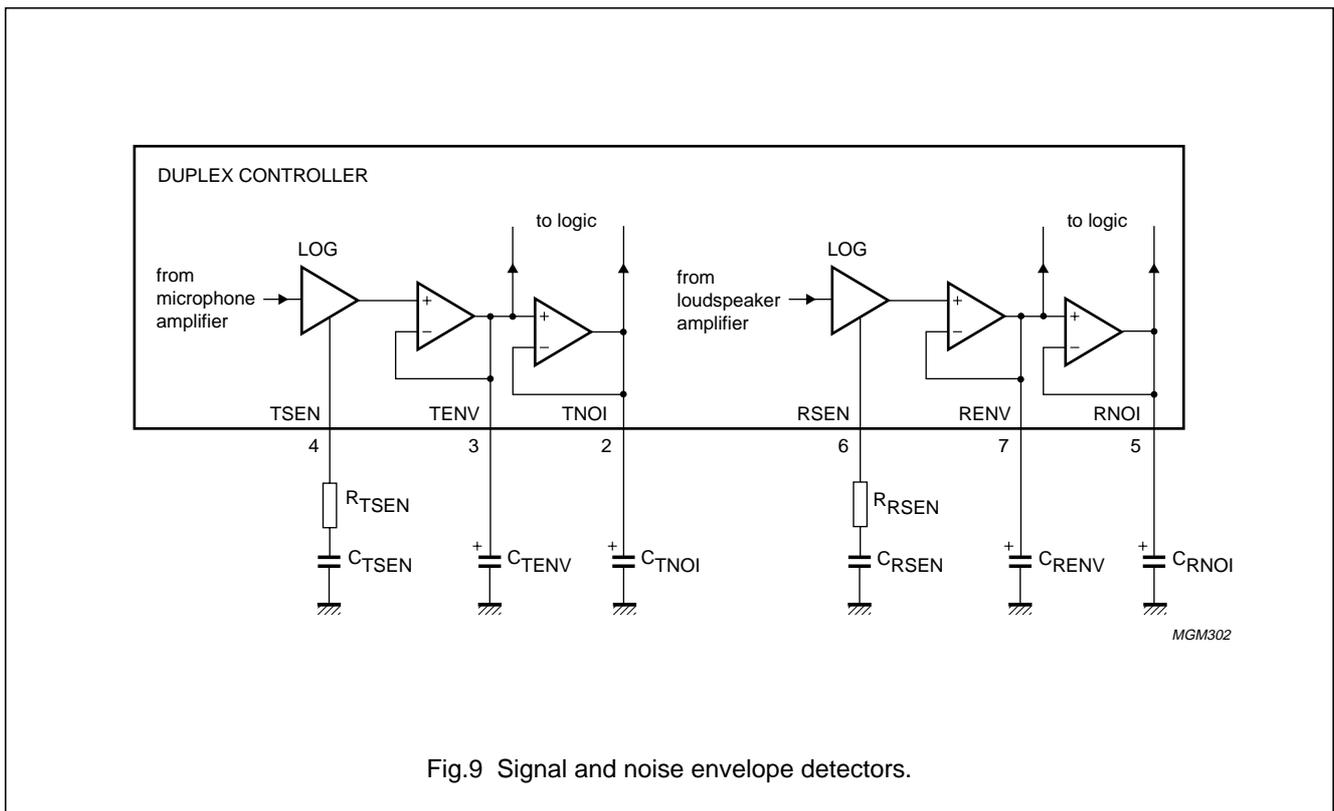 DUPLEX CONTROLLER
to logic
to logic
LOG
LOG
from
microphone
amplifier
from
loudspeaker
amplifier
+
−
+
−
+
−
+
−
TSEN
TENV
TNOI
RSEN
RENV
RNOI
4
3
2
6
7
5
RTSEN
RRSEN
CTSEN
+
CTENV
+
CTNOI
CRSEN
+
CRENV
+
CRNOI
MGM302
Fig.9 Signal and noise envelope detectors.